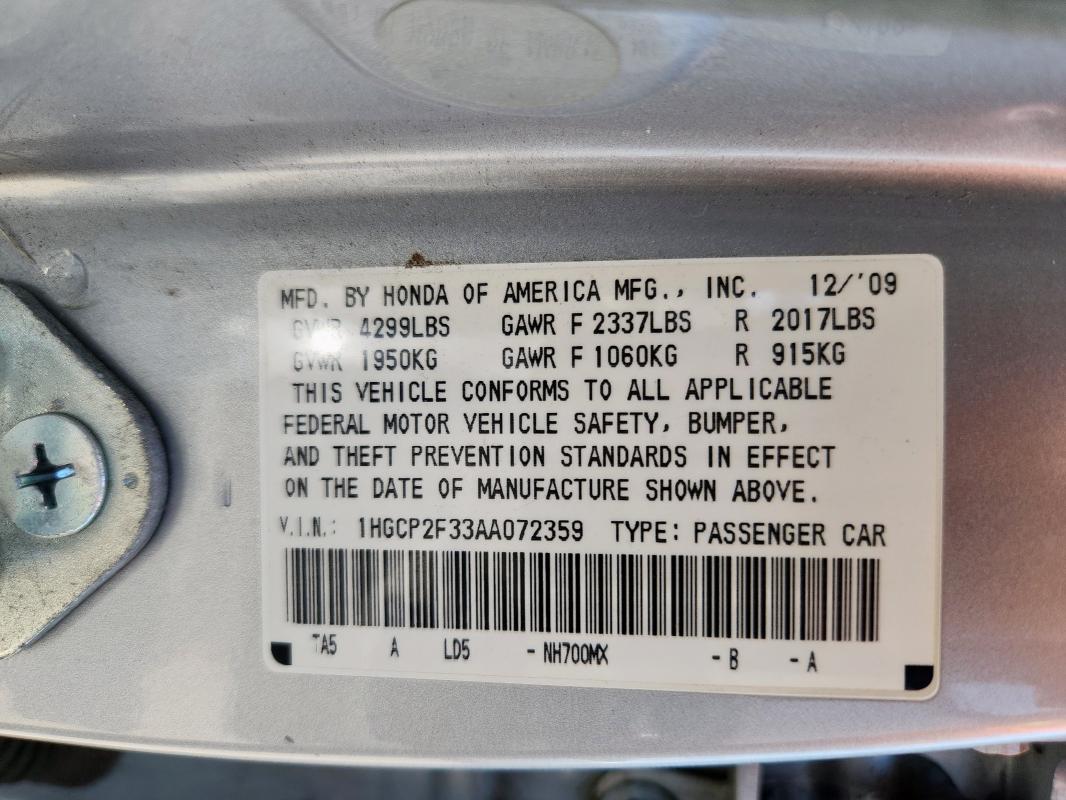 MFD. BY HONDA OF AMERICA MFG., INC. 12/'09
GVWR 4299LBS GAWR F 2337LBS R 2017LBS
GVWR 1950KG GAWR F 1060KG R 915KG
THIS VEHICLE CONFORMS TO ALL APPLICABLE
FEDERAL MOTOR VEHICLE SAFETY, BUMPER,
AND THEFT PREVENTION STANDARDS IN EFFECT
ON THE DATE OF MANUFACTURE SHOWN ABOVE.
V.I.N.: 1HGCP2F33AA072359 TYPE: PASSENGER CAR
TA5 A LD5 -NH700MX -B -A